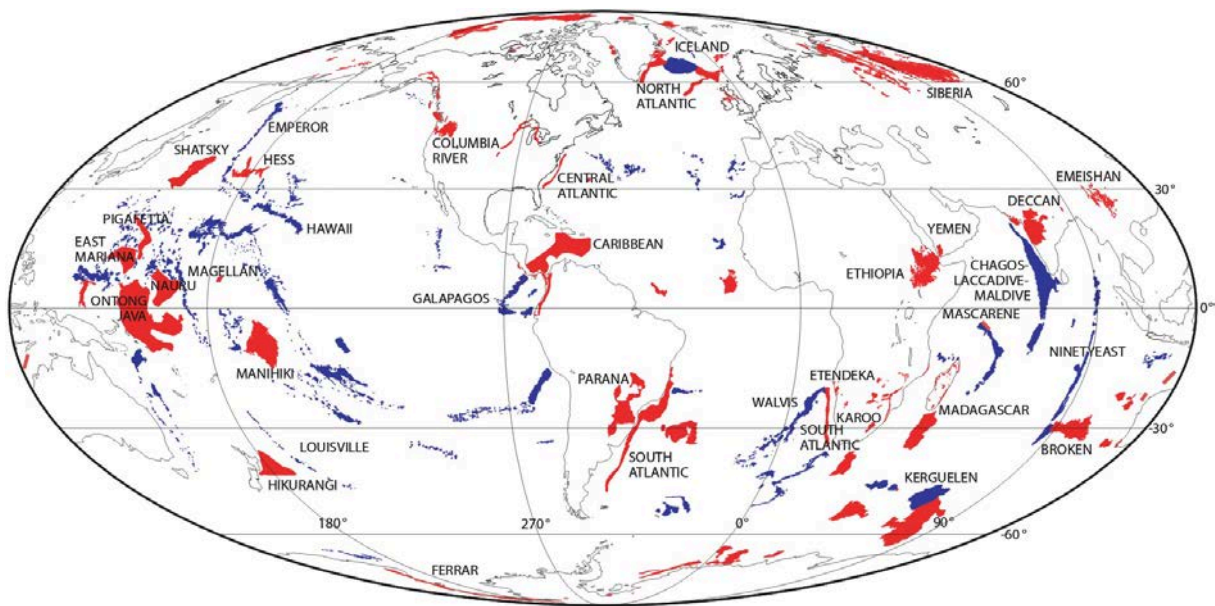 ICELAND
NORTH
ATLANTIC
60°
SIBERIA
EMPEROR
SHATSKY
HESS
COLUMBIA
RIVER
CENTRAL
ATLANTIC
30°
EMEISHAN
DECCAN
PIGAFETTA
HAWAII
EAST
MARIANA
CARIBBEAN
YEMEN
MAGELLAN
NAURU
ETHIOPIA
CHAGOS-
LACCADIVE-
MALDIVE
GALAPAGOS
ONTONG
JAVA
0°
MASCARENE
MANIHIKI
NINETYEAST
PARANA
ETENDEKA
WALVIS
KAROO
MADAGASCAR
SOUTH
ATLANTIC
-30°
LOUISVILLE
BROKEN
HIKURANGI
SOUTH
ATLANTIC
KERGUELEN
180°
270°
0°
90°
-60°
FERRAR